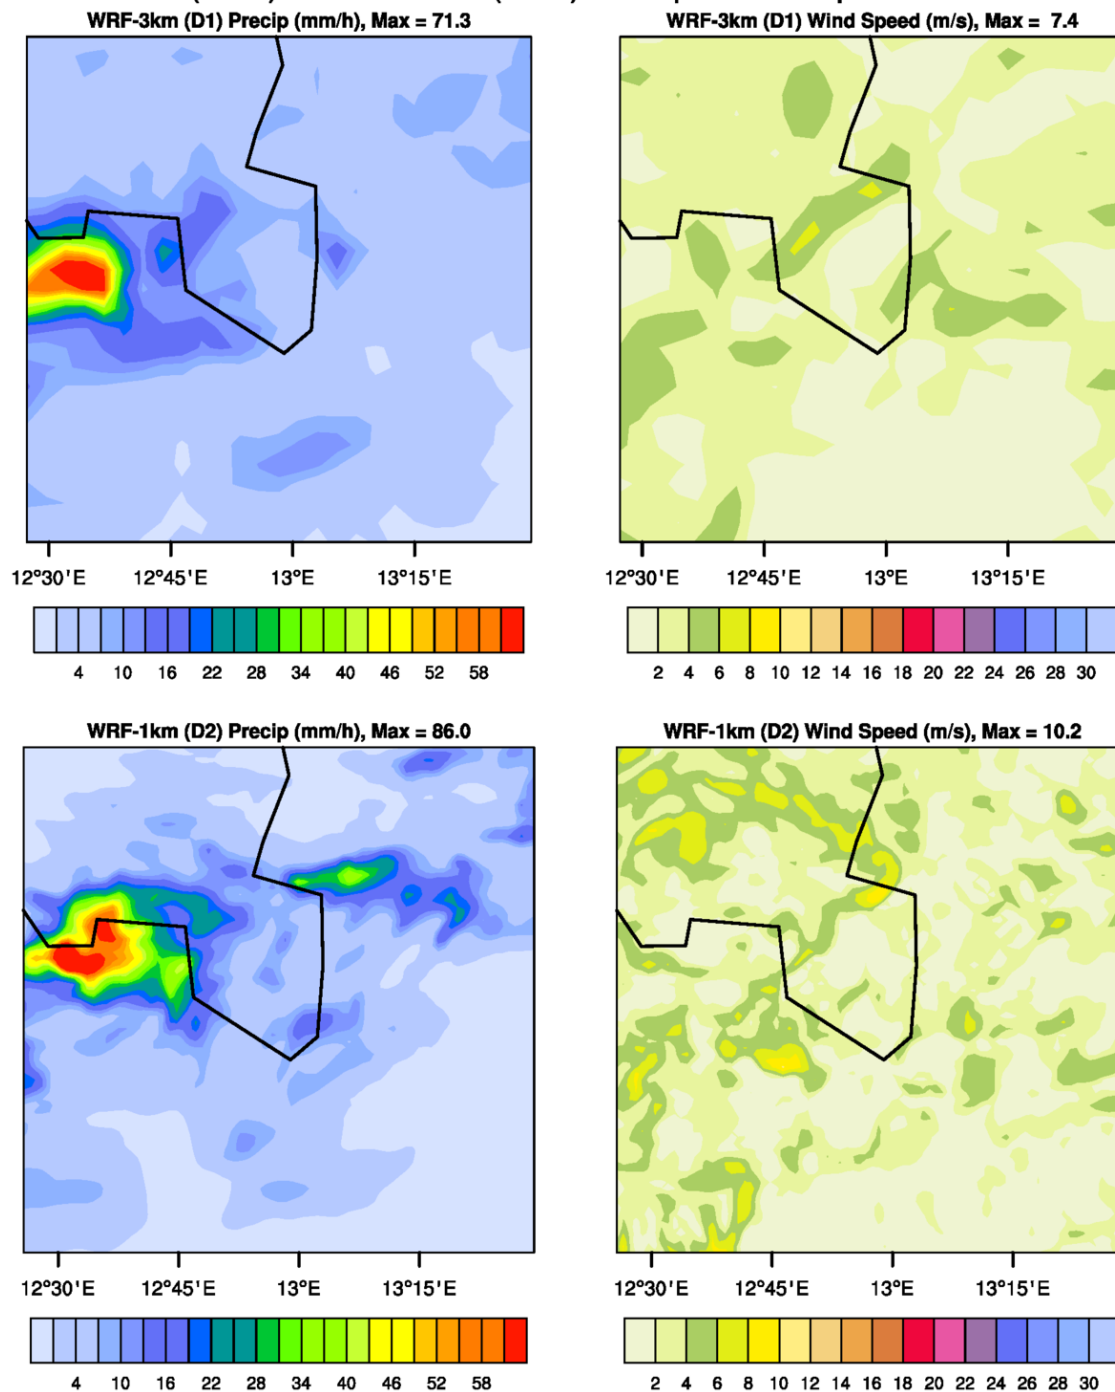 WRF-3km (D1) Precip (mm/h), Max = 71.3
WRF-3km (D1) Wind Speed (m/s), Max = 7.4
12°30'E 12°45'E 13°E 13°15'E
12°30'E 12°45'E 13°E 13°15'E
4 10 16 22 28 34 40 46 52 58
2 4 6 8 10 12 14 16 18 20 22 24 26 28 30
WRF-1km (D2) Precip (mm/h), Max = 86.0
WRF-1km (D2) Wind Speed (m/s), Max = 10.2
12°30'E 12°45'E 13°E 13°15'E
12°30'E 12°45'E 13°E 13°15'E
4 10 16 22 28 34 40 46 52 58
2 4 6 8 10 12 14 16 18 20 22 24 26 28 30